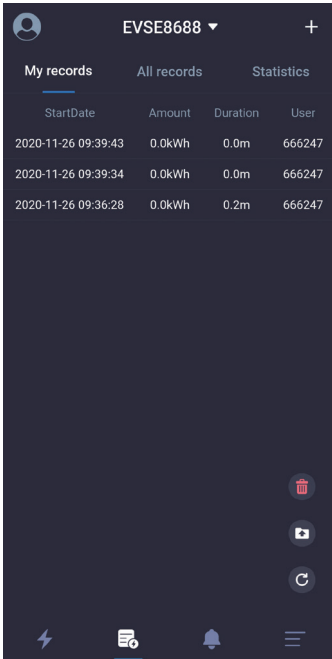 EVSE8688
My records All records Statistics
StartDate Amount Duration User
2020-11-26 09:39:43 0.0kWh 0.0m 666247
2020-11-26 09:39:34 0.0kWh 0.0m 666247
2020-11-26 09:36:28 0.0kWh 0.2m 666247